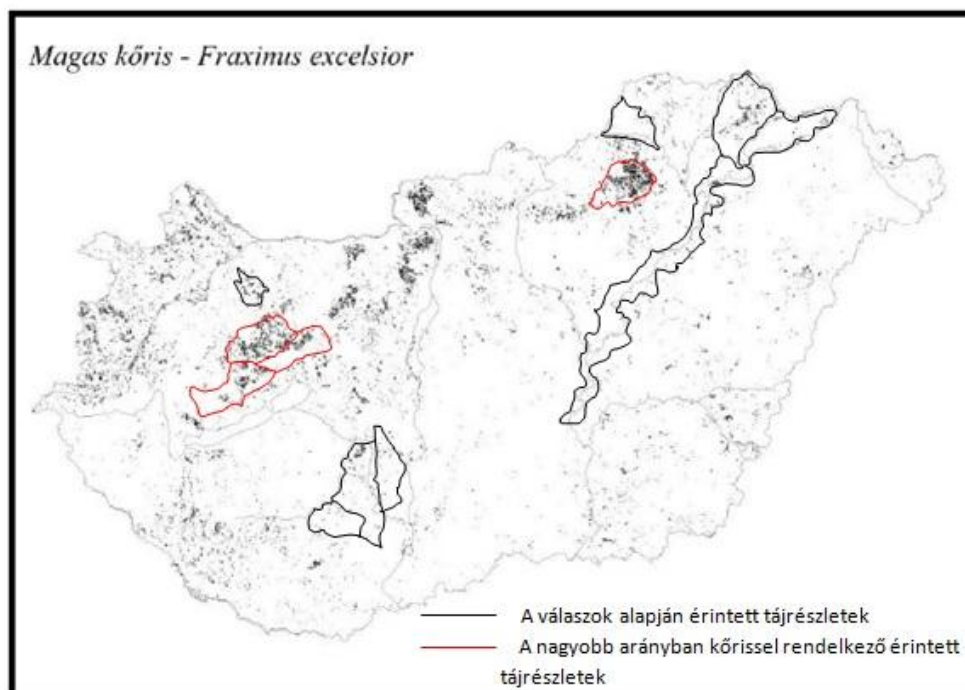 Magas kőris - Fraxinus excelsior
A válaszok alapján érintett tájrészletek
A nagyobb arányban kőrissel rendelkező érintett
tájrészletek